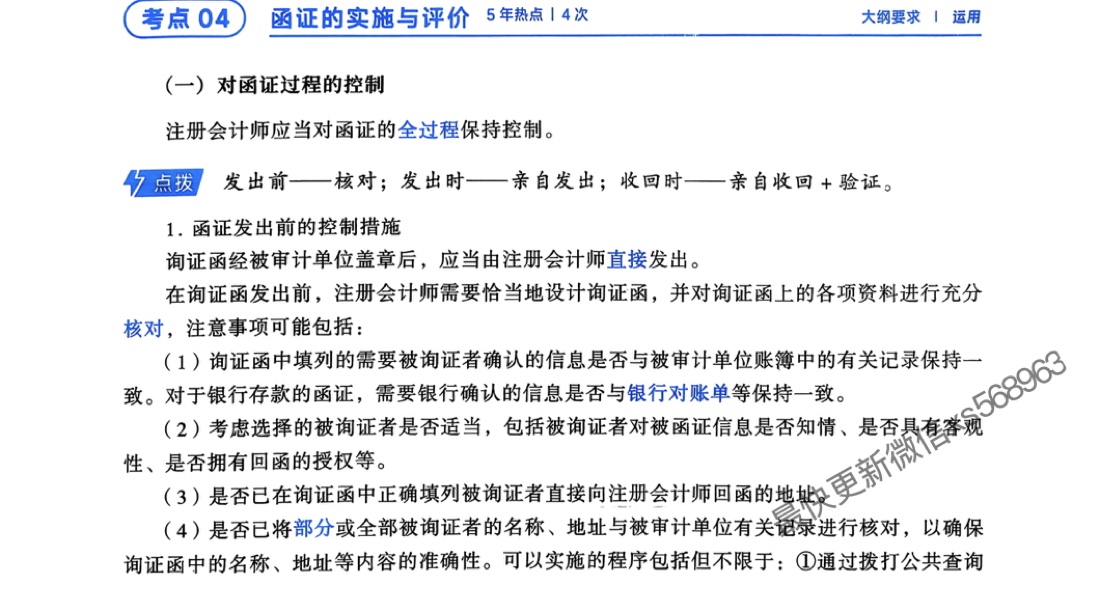 考点 04 函证的实施与评价 5年热点 | 4次 大纲要求 | 运用
（一）对函证过程的控制
注册会计师应当对函证的全过程保持控制。
点拨 发出前——核对；发出时——亲自发出；收回时——亲自收回+验证。
1. 函证发出前的控制措施
询证函经被审计单位盖章后，应当由注册会计师直接发出。
在询证函发出前，注册会计师需要恰当地设计询证函，并对询证函上的各项资料进行充分
核对，注意事项可能包括：
（1）询证函中填列的需要被询证者确认的信息是否与被审计单位账簿中的有关记录保持一
致。对于银行存款的函证，需要银行确认的信息是否与银行对账单等保持一致。
（2）考虑选择的被询证者是否适当，包括被询证者对被函证信息是否知情、是否具有客观
性、是否拥有回函的授权等。
（3）是否已在询证函中正确填列被询证者直接向注册会计师回函的地址。
（4）是否已将部分或全部被询证者的名称、地址与被审计单位有关记录进行核对，以确保
询证函中的名称、地址等内容的准确性。可以实施的程序包括但不限于：①通过拨打公共查询
最快更新微信xs568963